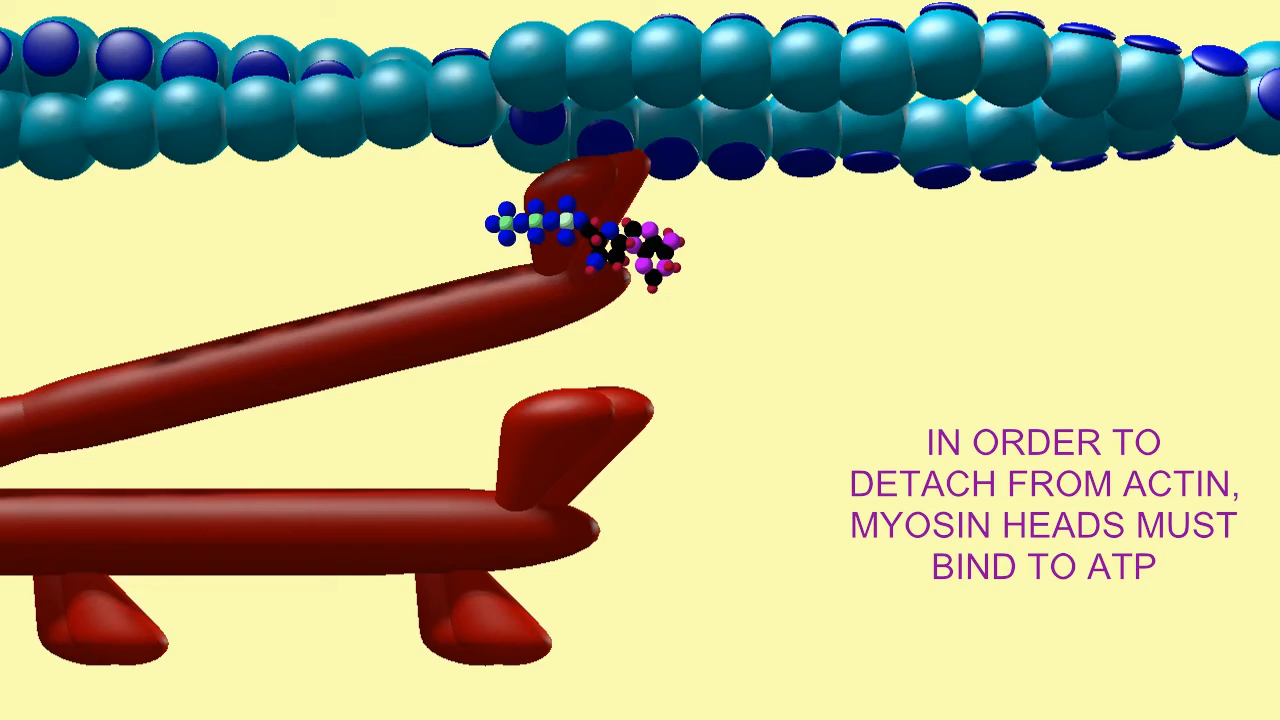 IN ORDER TO
DETACH FROM ACTIN,
MYOSIN HEADS MUST
BIND TO ATP